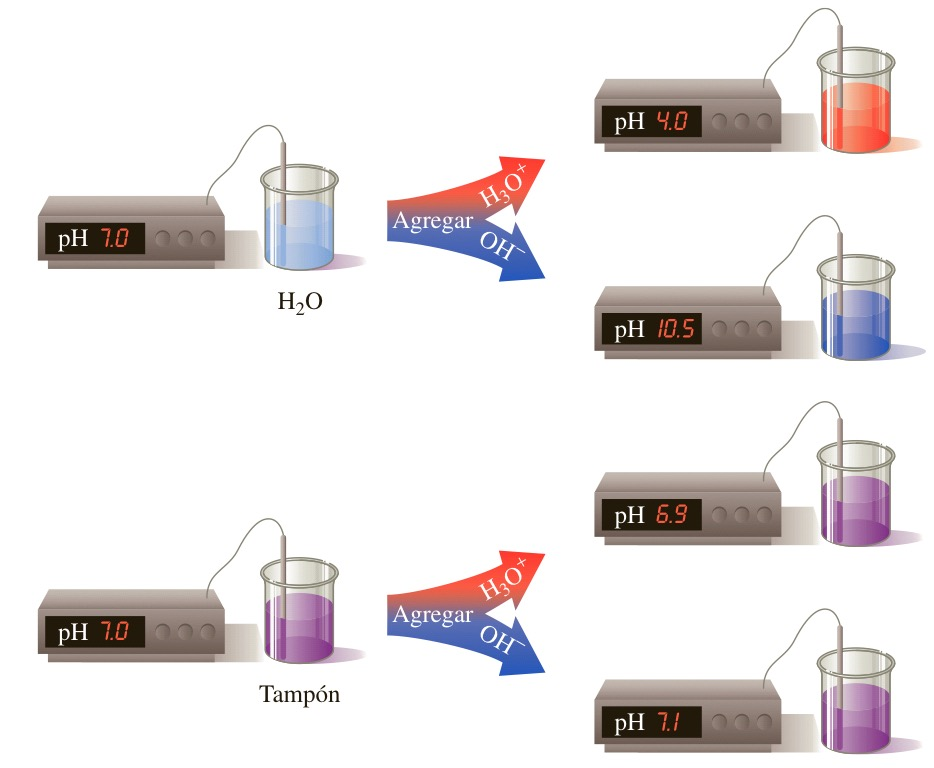 pH 4.0
pH 7.0
Agregar
H₃O⁺
OH⁻
H₂O
pH 10.5
pH 6.9
pH 7.0
Agregar
H₃O⁺
OH⁻
Tampón
pH 7.1